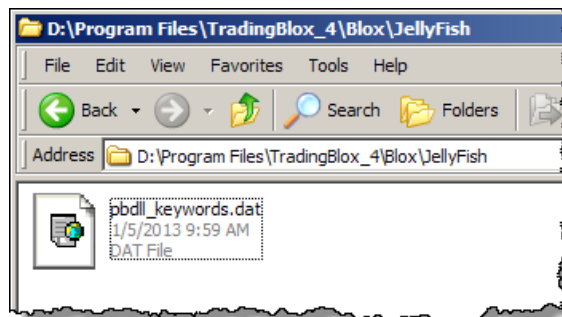 D:\Program Files\TradingBlox_4\Blox\JellyFish
File Edit View Favorites Tools Help
Back Search Folders
Address D:\Program Files\TradingBlox_4\Blox\JellyFish
pbdll_keywords.dat
1/5/2013 9:59 AM
DAT File